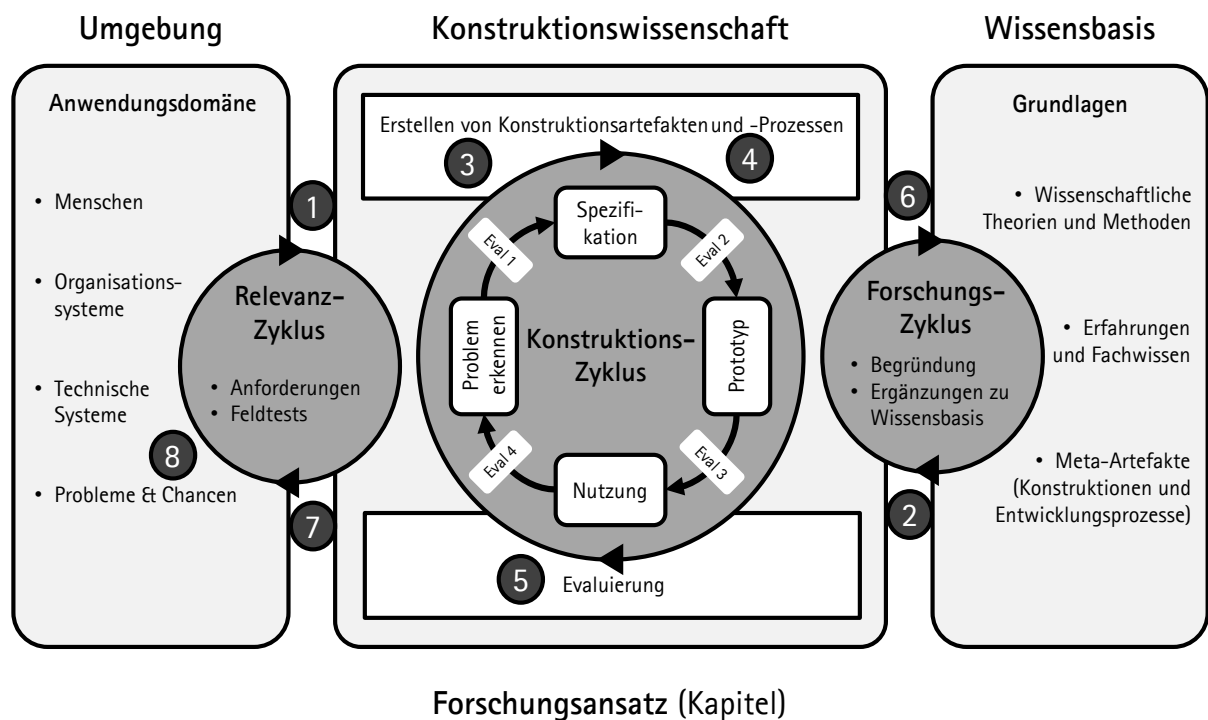 Umgebung
Konstruktionswissenschaft
Wissensbasis
Anwendungsdomäne
• Menschen
• Organisations-
systeme
• Technische
Systeme
• Probleme & Chancen
1
Relevanz-
Zyklus
• Anforderungen
• Feldtests
8
7
Erstellen von Konstruktionsartefakten und -Prozessen
3
4
Spezifi-
kation
Eval 1
Eval 2
Problem
erkennen
Konstruktions-
Zyklus
Prototyp
Eval 4
Eval 3
Nutzung
5
Evaluierung
6
Forschungs-
Zyklus
• Begründung
• Ergänzungen zu
Wissensbasis
2
Grundlagen
• Wissenschaftliche
Theorien und Methoden
• Erfahrungen
und Fachwissen
• Meta-Artefakte
(Konstruktionen und
Entwicklungsprozesse)
Forschungsansatz (Kapitel)